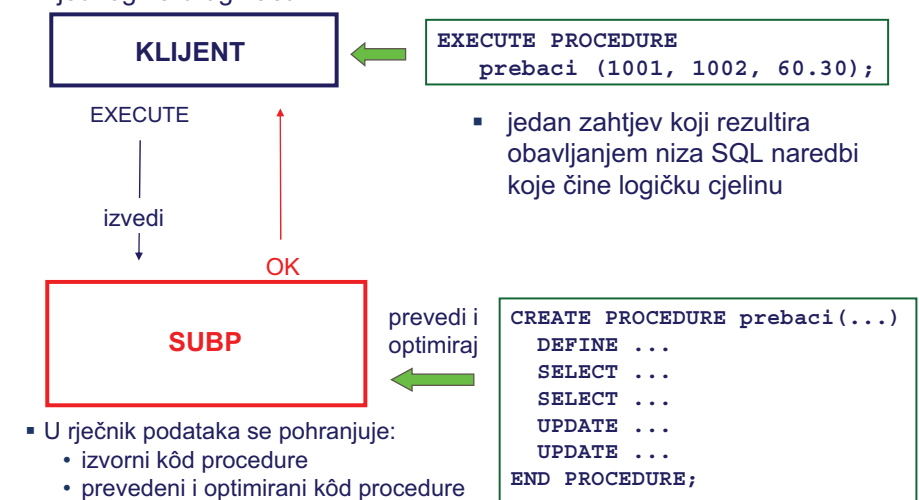 KLIJENT
EXECUTE PROCEDURE
prebaci (1001, 1002, 60.30);
EXECUTE
izvedi
OK
▪ jedan zahtjev koji rezultira
obavljanjem niza SQL naredbi
koje čine logičku cjelinu
SUBP
prevedi i
optimiraj
CREATE PROCEDURE prebaci(...)
DEFINE ...
SELECT ...
SELECT ...
UPDATE ...
UPDATE ...
END PROCEDURE;
▪ U rječnik podataka se pohranjuje:
• izvorni kôd procedure
• prevedeni i optimirani kôd procedure